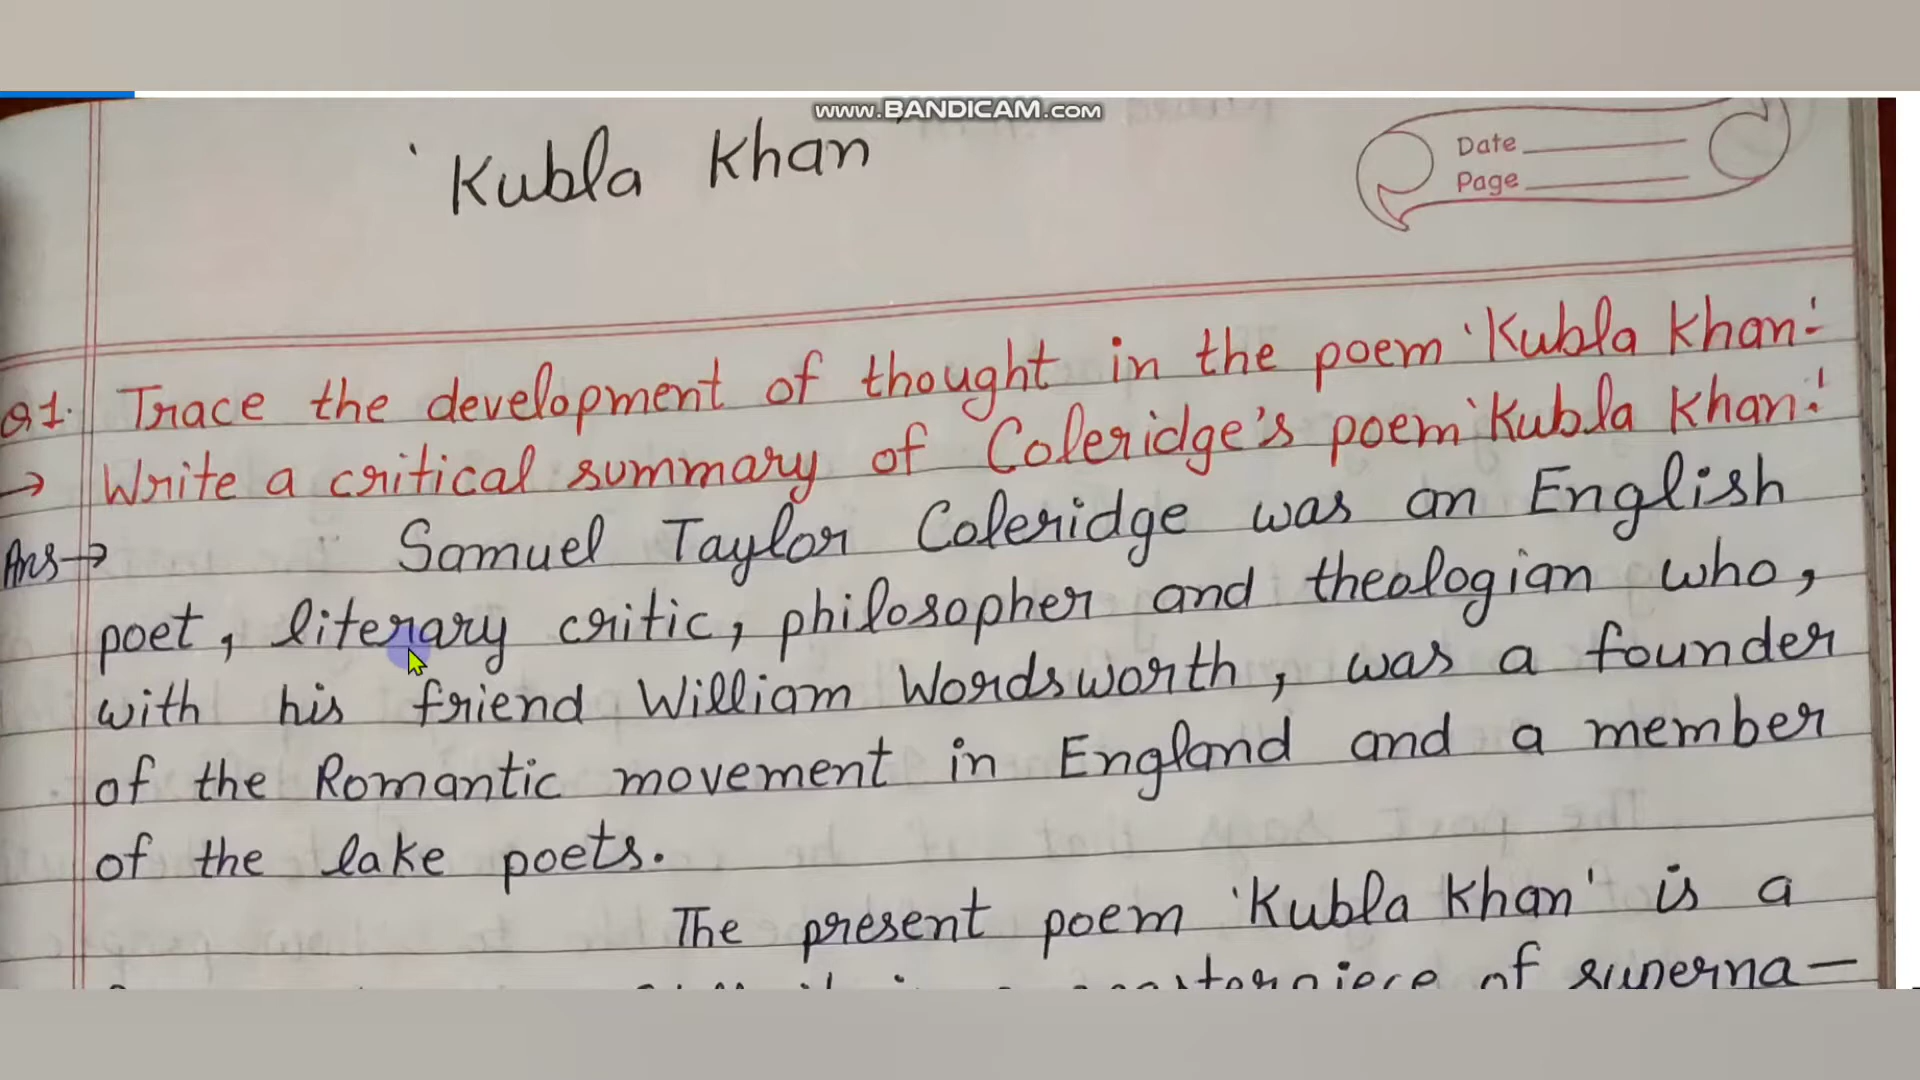 www.BANDICAM.com
'Kubla Khan'
Date
Page
Q1. Trace the development of thought in the poem 'Kubla Khan'.
→ Write a critical summary of Coleridge's poem 'Kubla Khan'.
Ans→ Samuel Taylor Coleridge was an English
poet, literary critic, philosopher and theologian who,
with his friend William Wordsworth, was a founder
of the Romantic movement in England and a member
of the lake poets.
The present poem 'Kubla Khan' is a
masterpiece of superna-